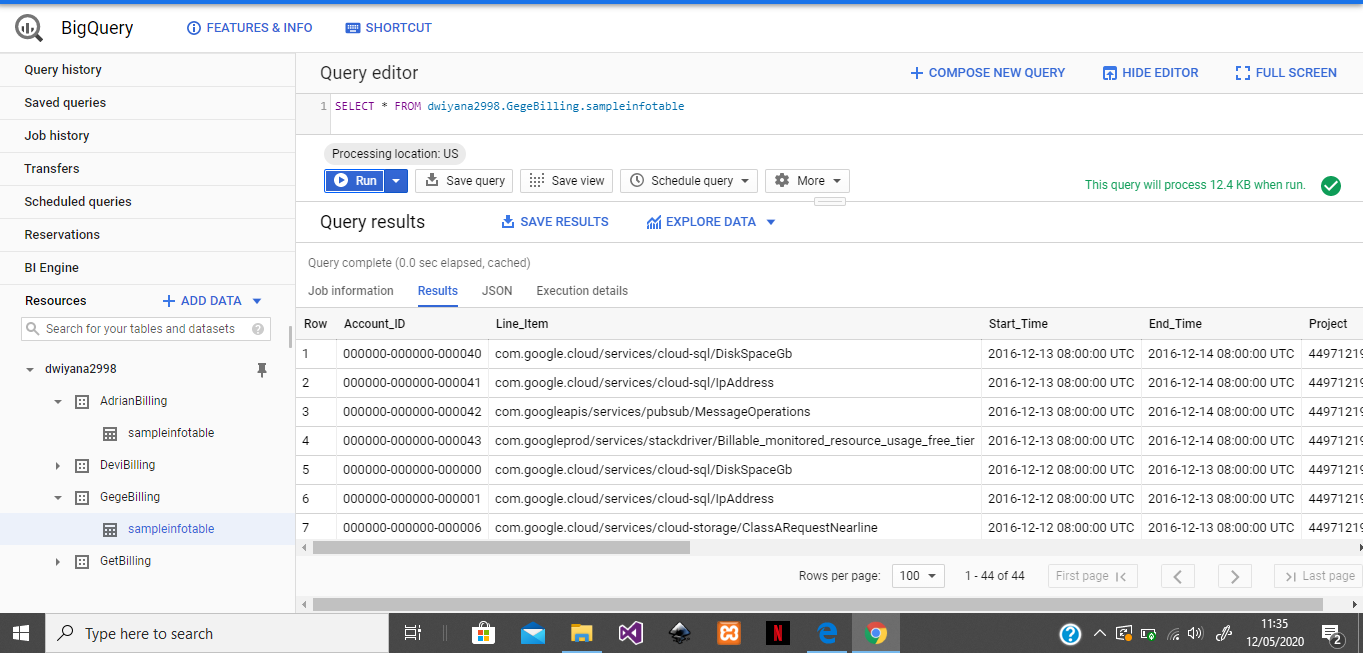 BigQuery
FEATURES & INFO
SHORTCUT
Query history
Saved queries
Job history
Transfers
Scheduled queries
Reservations
BI Engine
Resources
ADD DATA
Search for your tables and datasets
dwiyana2998
AdrianBilling
sampleinfotable
DeviBilling
GegeBilling
sampleinfotable
GetBilling
Query editor
COMPOSE NEW QUERY
HIDE EDITOR
FULL SCREEN
1 SELECT * FROM dwiyana2998.GegeBilling.sampleinfotable
Processing location: US
Run
Save query
Save view
Schedule query
More
This query will process 12.4 KB when run.
Query results
SAVE RESULTS
EXPLORE DATA
Query complete (0.0 sec elapsed, cached)
Job information Results JSON Execution details
Row Account_ID Line_Item Start_Time End_Time Project
1 000000-000000-000040 com.google.cloud/services/cloud-sql/DiskSpaceGb 2016-12-13 08:00:00 UTC 2016-12-14 08:00:00 UTC 44971219
2 000000-000000-000041 com.google.cloud/services/cloud-sql/IpAddress 2016-12-13 08:00:00 UTC 2016-12-14 08:00:00 UTC 44971219
3 000000-000000-000042 com.googleapis/services/pubsub/MessageOperations 2016-12-13 08:00:00 UTC 2016-12-14 08:00:00 UTC 44971219
4 000000-000000-000043 com.googleprod/services/stackdriver/Billable_monitored_resource_usage_free_tier 2016-12-13 08:00:00 UTC 2016-12-14 08:00:00 UTC 44971219
5 000000-000000-000000 com.google.cloud/services/cloud-sql/DiskSpaceGb 2016-12-12 08:00:00 UTC 2016-12-13 08:00:00 UTC 44971219
6 000000-000000-000001 com.google.cloud/services/cloud-sql/IpAddress 2016-12-12 08:00:00 UTC 2016-12-13 08:00:00 UTC 44971219
7 000000-000000-000006 com.google.cloud/services/cloud-storage/ClassARequestNearline 2016-12-12 08:00:00 UTC 2016-12-13 08:00:00 UTC 44971219
Rows per page: 100 1 - 44 of 44 First page Last page
Type here to search
11:35
12/05/2020
2